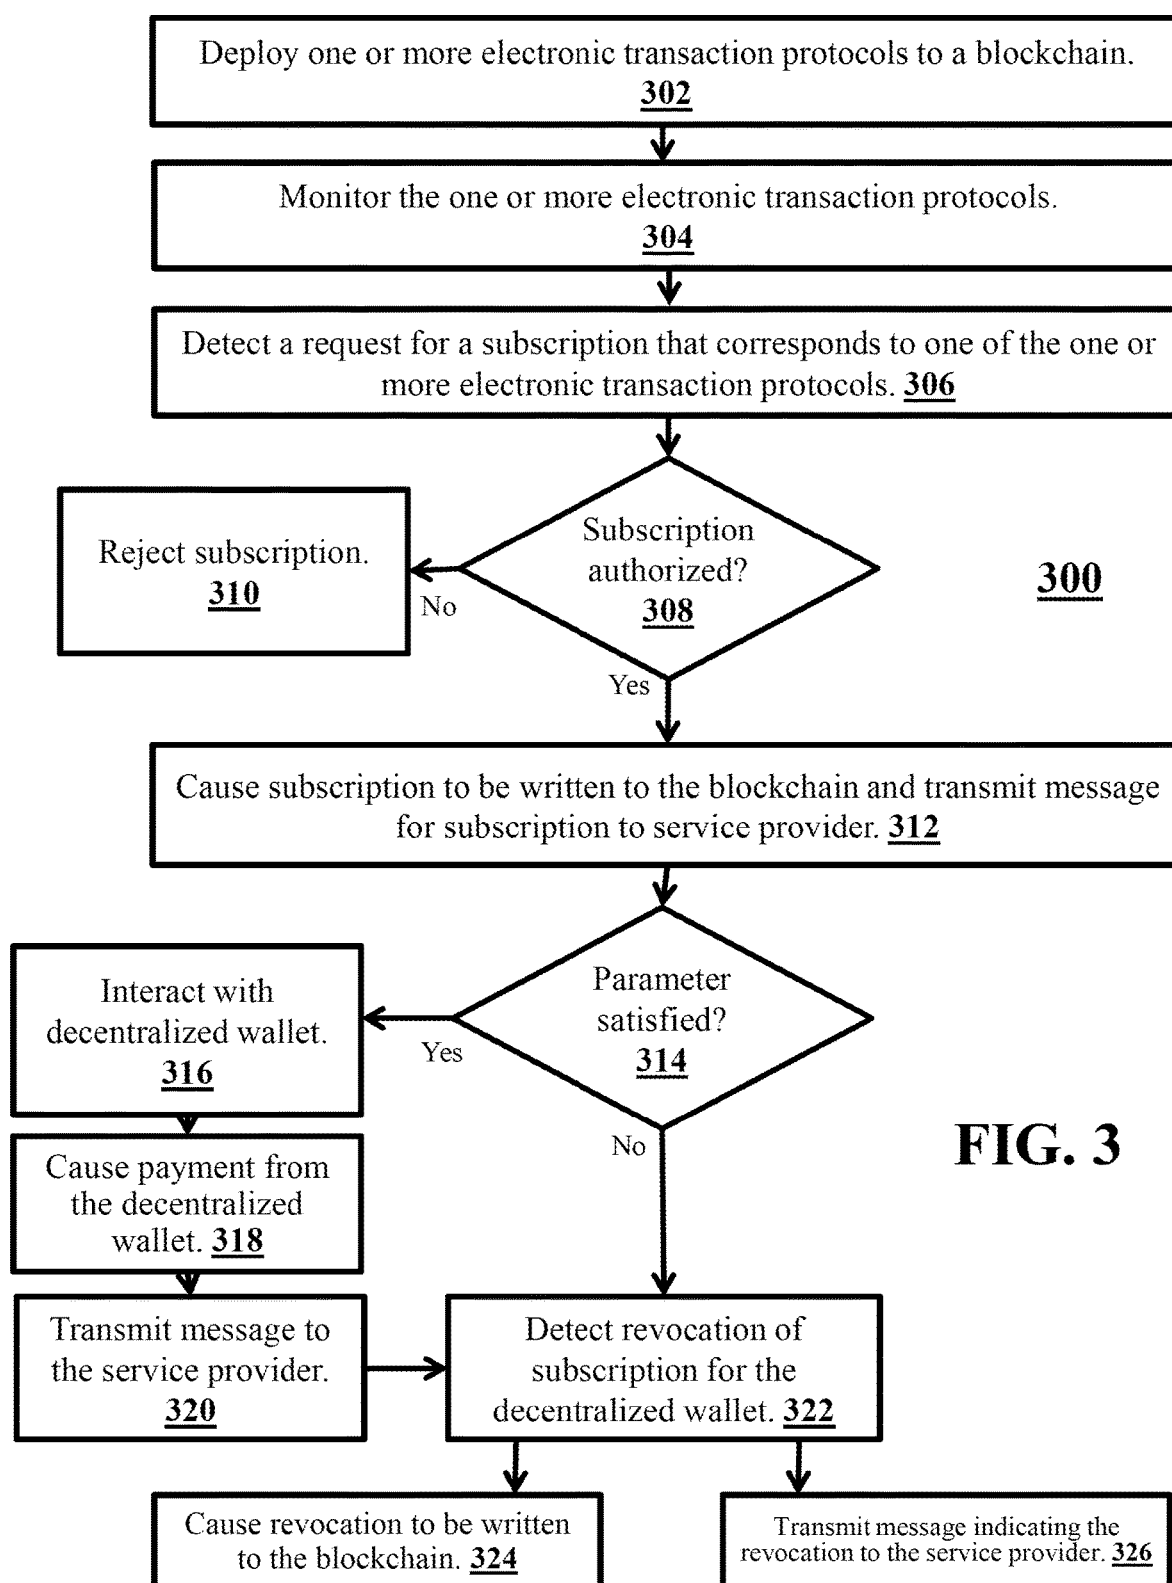 Deploy one or more electronic transaction protocols to a blockchain.
302
Monitor the one or more electronic transaction protocols.
304
Detect a request for a subscription that corresponds to one of the one or
more electronic transaction protocols. 306
Subscription
authorized?
308
No
Reject subscription.
310
300
Yes
Cause subscription to be written to the blockchain and transmit message
for subscription to service provider. 312
Parameter
satisfied?
314
Yes
Interact with
decentralized wallet.
316
No
FIG. 3
Cause payment from
the decentralized
wallet. 318
Transmit message to
the service provider.
320
Detect revocation of
subscription for the
decentralized wallet. 322
Cause revocation to be written
to the blockchain. 324
Transmit message indicating the
revocation to the service provider. 326